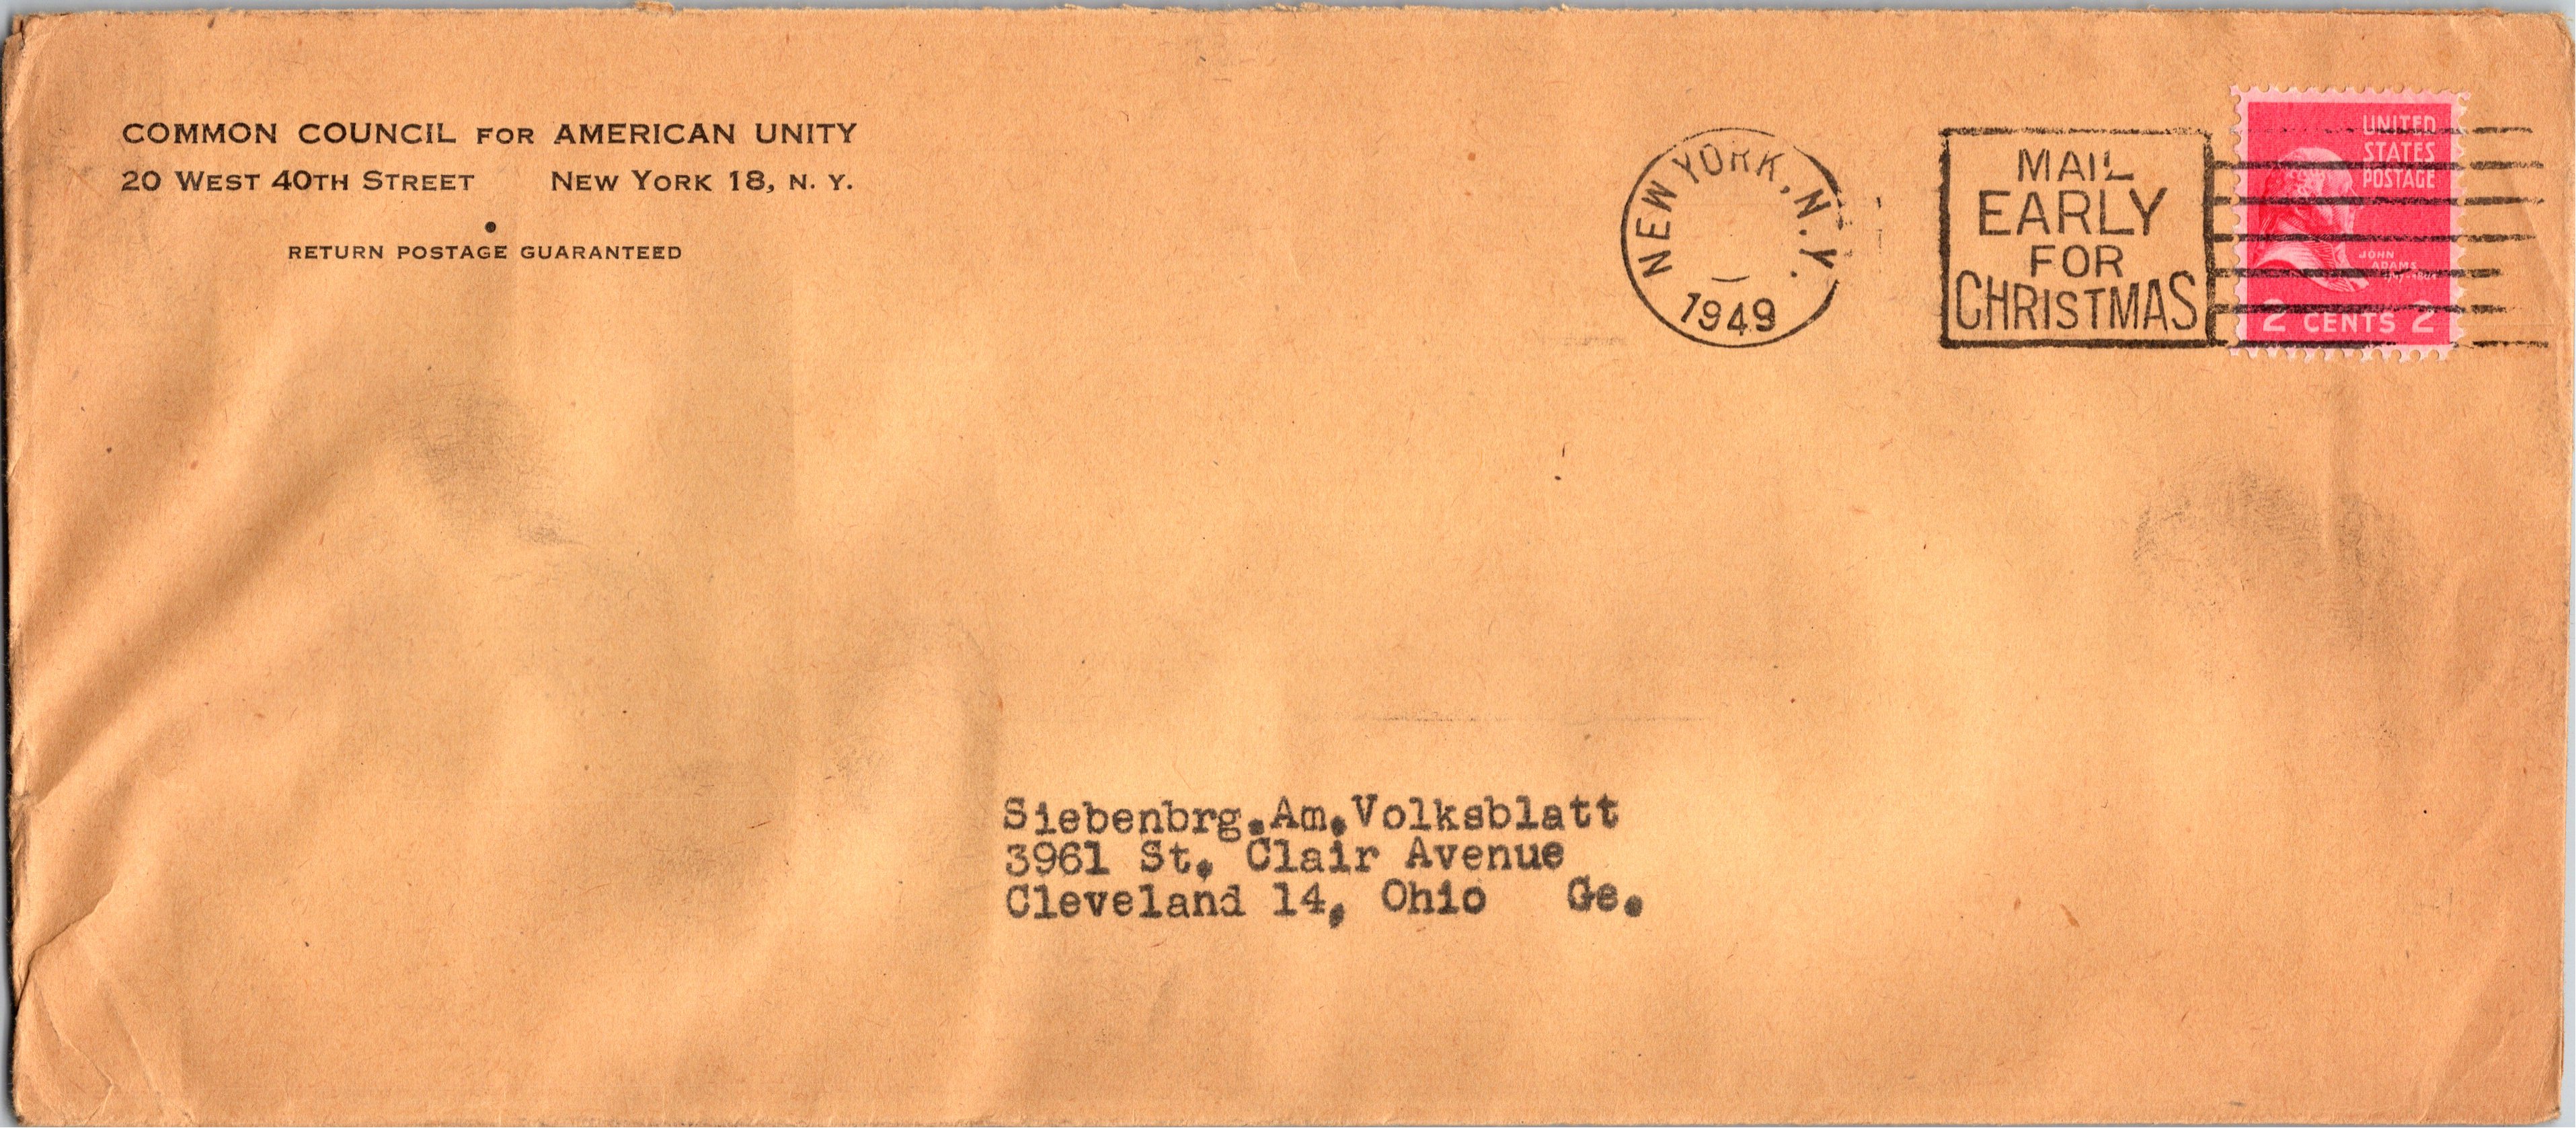 COMMON COUNCIL FOR AMERICAN UNITY
20 WEST 40TH STREET NEW YORK 18, N. Y.
RETURN POSTAGE GUARANTEED
NEW YORK, N.Y.
1949
MAIL
EARLY
FOR
CHRISTMAS
UNITED
STATES
POSTAGE
JOHN
ADAMS
2 CENTS 2
Siebenbrg.Am.Volksblatt
3961 St. Clair Avenue
Cleveland 14, Ohio Ge.